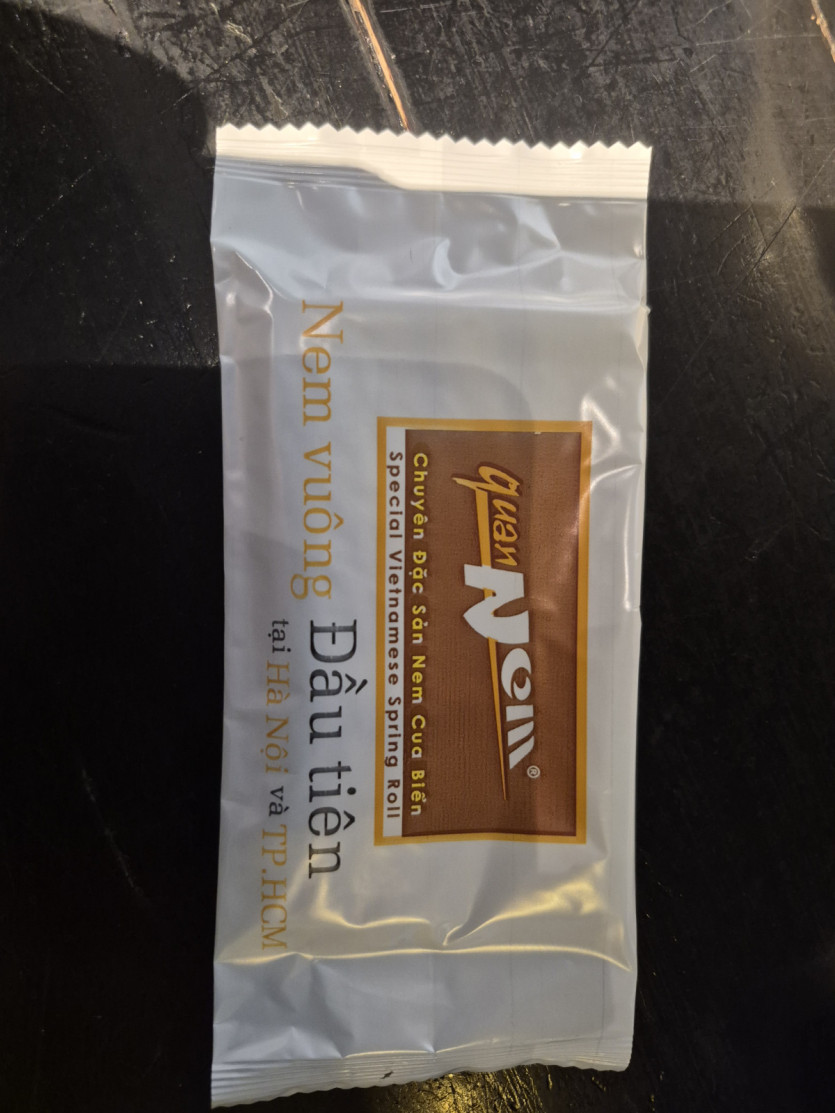 quan Nem®
Chuyên Đặc Sản Nem Cua Biển
Special Vietnamese Spring Roll
Nem vuông Đầu tiên
tại Hà Nội và TP.HCM